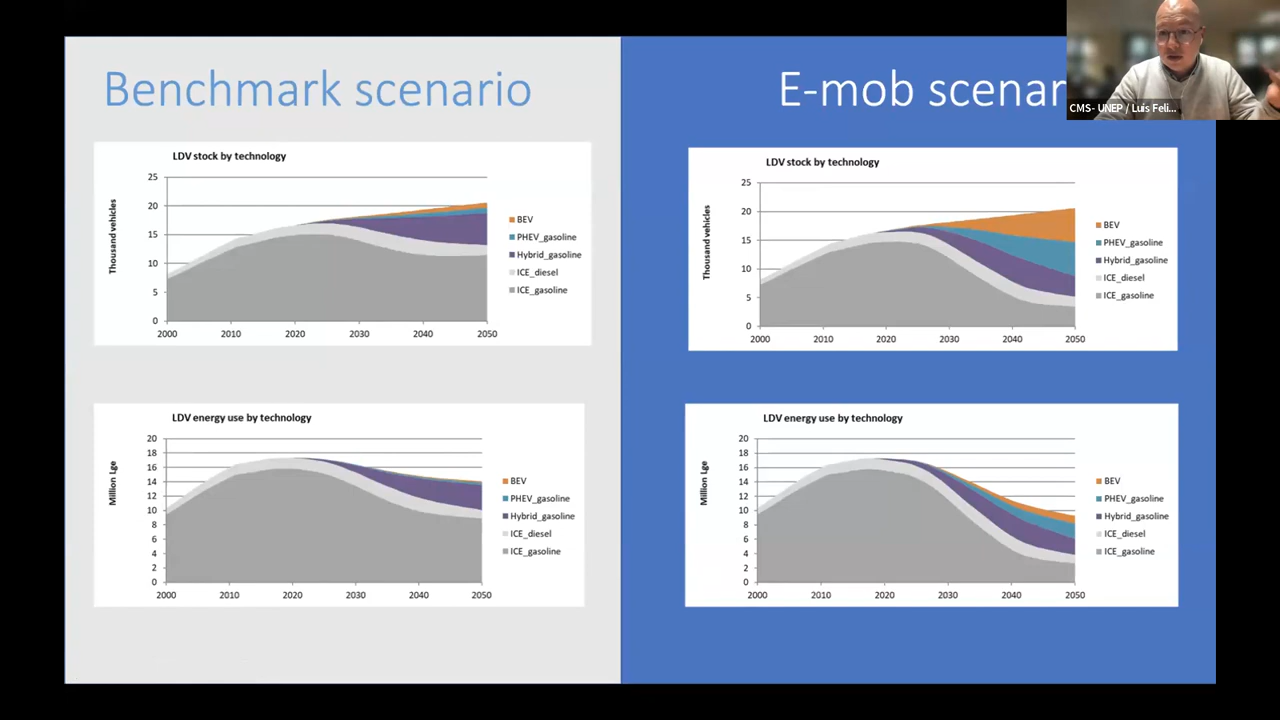 Benchmark scenario
LDV stock by technology
Thousand vehicles
25
20
15
10
5
0
2000 2010 2020 2030 2040 2050
BEV
PHEV_gasoline
Hybrid_gasoline
ICE_diesel
ICE_gasoline
LDV energy use by technology
Million Lge
20
18
16
14
12
10
8
6
4
2
0
2000 2010 2020 2030 2040 2050
BEV
PHEV_gasoline
Hybrid_gasoline
ICE_diesel
ICE_gasoline
E-mob scenar
CMS- UNEP / Luis Feli...
LDV stock by technology
Thousand vehicles
25
20
15
10
5
0
2000 2010 2020 2030 2040 2050
BEV
PHEV_gasoline
Hybrid_gasoline
ICE_diesel
ICE_gasoline
LDV energy use by technology
Million Lge
20
18
16
14
12
10
8
6
4
2
0
2000 2010 2020 2030 2040 2050
BEV
PHEV_gasoline
Hybrid_gasoline
ICE_diesel
ICE_gasoline